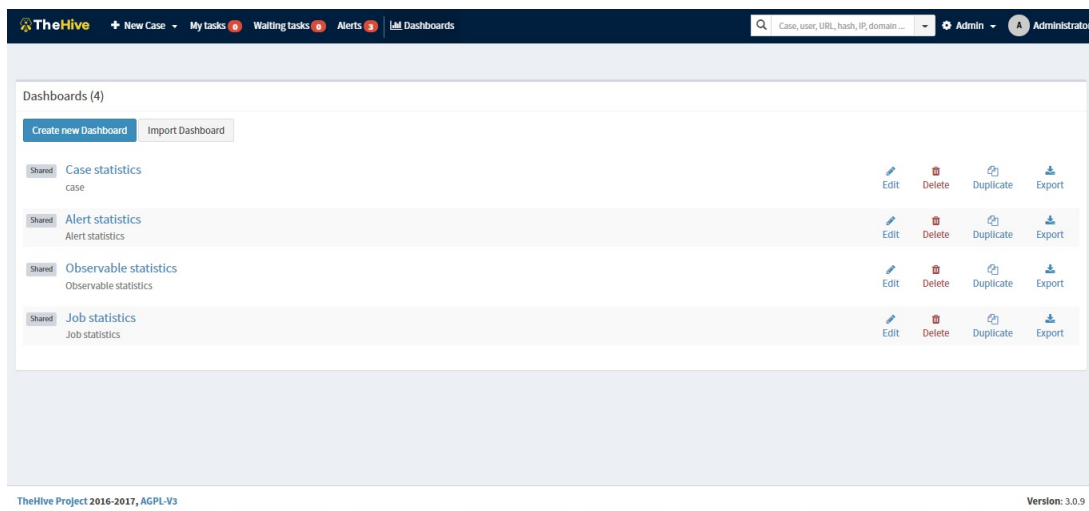 TheHive + New Case My tasks 0 Waiting tasks 0 Alerts 3 Dashboards Case, user, URL, hash, IP, domain ... Admin A Administrator
Dashboards (4)
Create new Dashboard Import Dashboard
Shared Case statistics
case
Edit Delete Duplicate Export
Shared Alert statistics
Alert statistics
Edit Delete Duplicate Export
Shared Observable statistics
Observable statistics
Edit Delete Duplicate Export
Shared Job statistics
Job statistics
Edit Delete Duplicate Export
TheHive Project 2016-2017, AGPL-V3 Version: 3.0.9